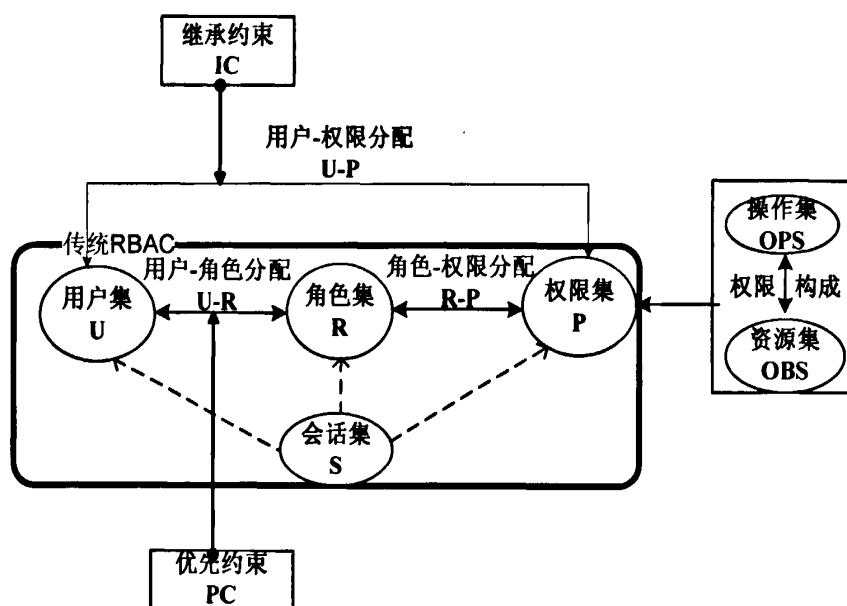 继承约束
IC
用户-权限分配
U-P
传统RBAC
用户-角色分配
U-R
角色-权限分配
R-P
用户集
U
角色集
R
权限集
P
会话集
S
操作集
OPS
权限 构成
资源集
OBS
优先约束
PC